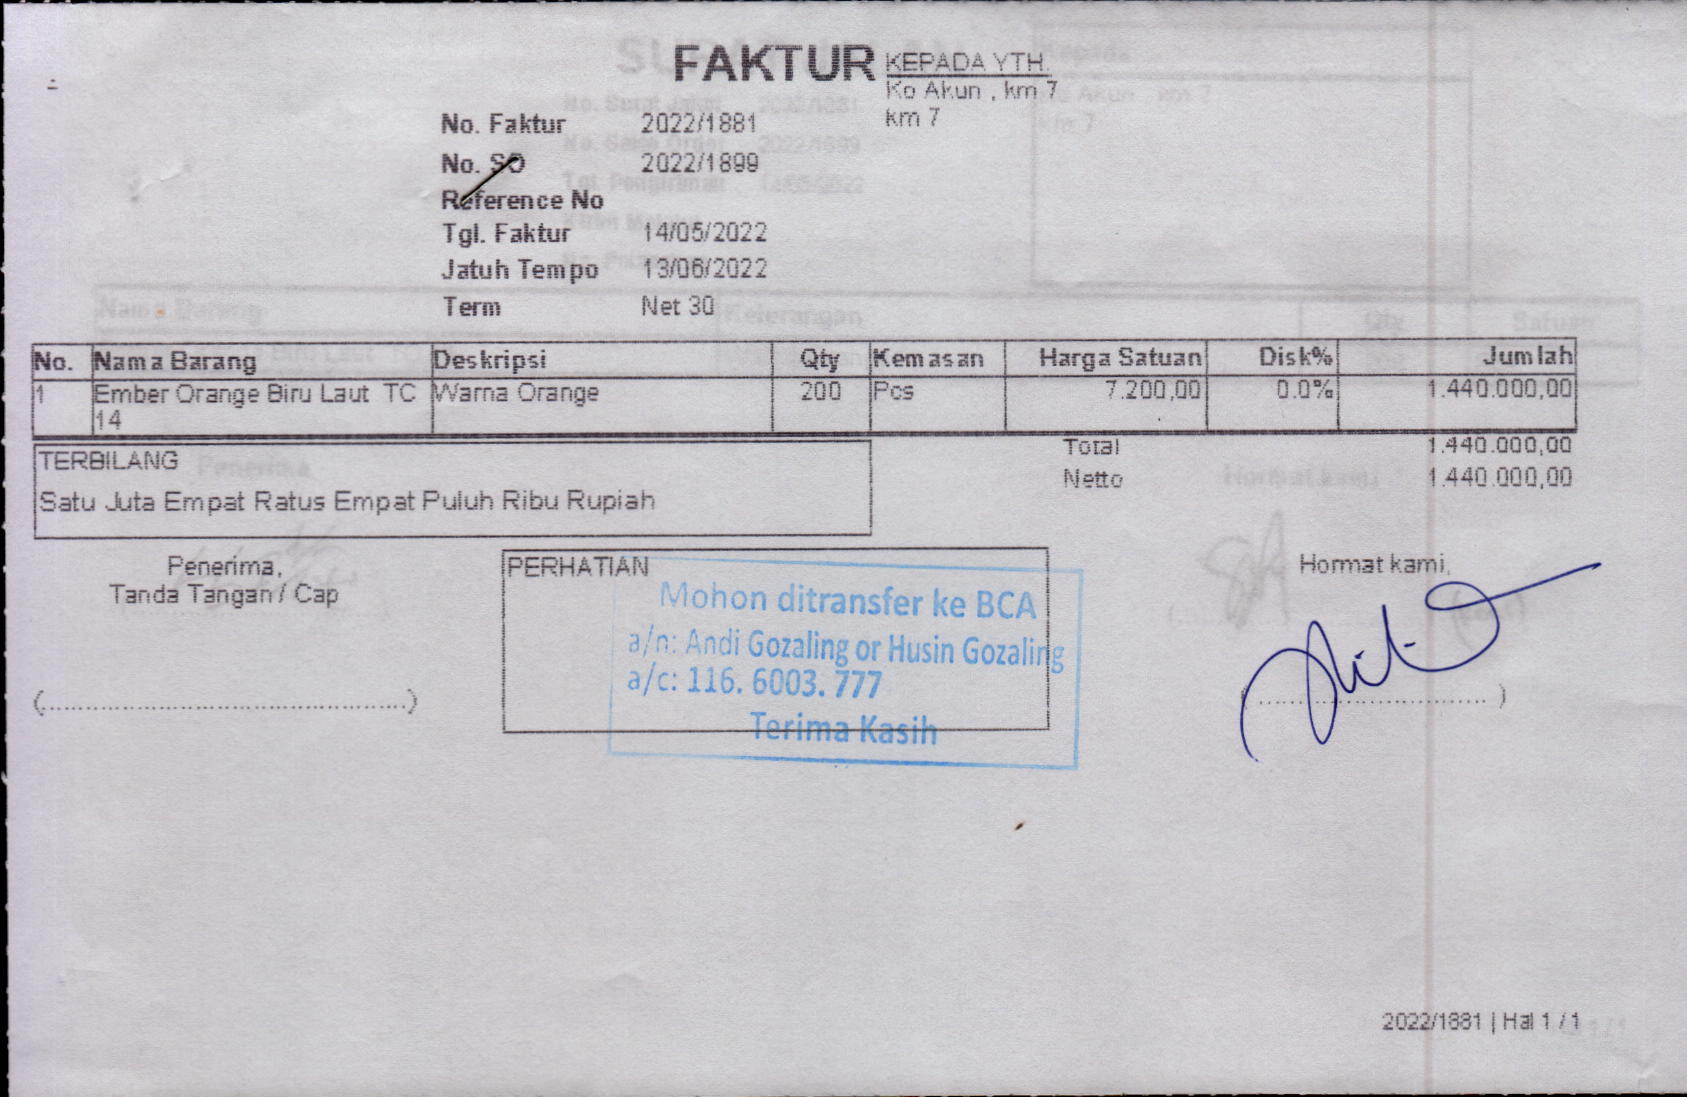 FAKTUR
KEPADA YTH.
Ko Akun , km 7
km 7
No. Faktur 2022/1881
No. SO 2022/1899
Reference No
Tgl. Faktur 14/05/2022
Jatuh Tempo 13/06/2022
Term Net 30
No. Nama Barang Deskripsi Qty Kemasan Harga Satuan Disk% Jumlah
1 Ember Orange Biru Laut TC Warna Orange 200 Pcs 7.200,00 0.0% 1.440.000,00
14
Total 1.440.000,00
Netto 1.440.000,00
TERBILANG
Satu Juta Empat Ratus Empat Puluh Ribu Rupiah
Penerima,
Tanda Tangan / Cap
(..................................................)
PERHATIAN
Mohon ditransfer ke BCA
a/n: Andi Gozaling or Husin Gozaling
a/c: 116. 6003. 777
Terima Kasih
Hormat kami,
(..................................)
2022/1881 | Hal 1 / 1